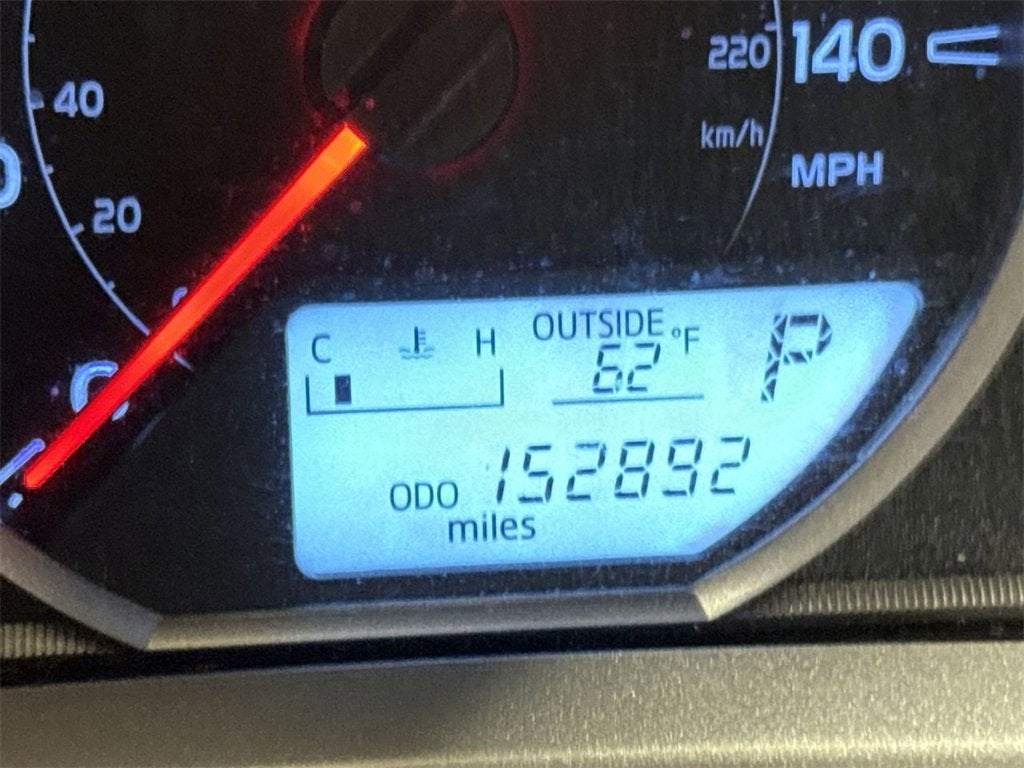 220 140
40
km/h
MPH
20
C H OUTSIDE °F
62
P
ODO 152892
miles